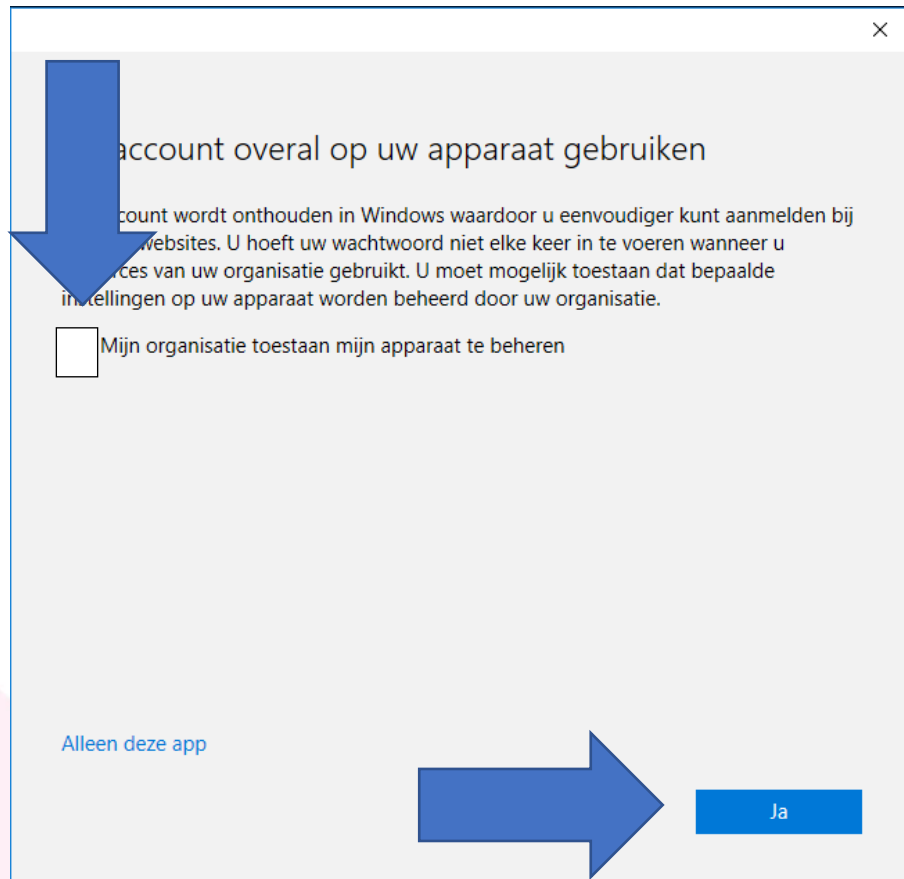 account overal op uw apparaat gebruiken
wordt onthouden in Windows waardoor u eenvoudiger kunt aanmelden bij
websites. U hoeft uw wachtwoord niet elke keer in te voeren wanneer u
van uw organisatie gebruikt. U moet mogelijk toestaan dat bepaalde
instellingen op uw apparaat worden beheerd door uw organisatie.
Mijn organisatie toestaan mijn apparaat te beheren
Alleen deze app
Ja